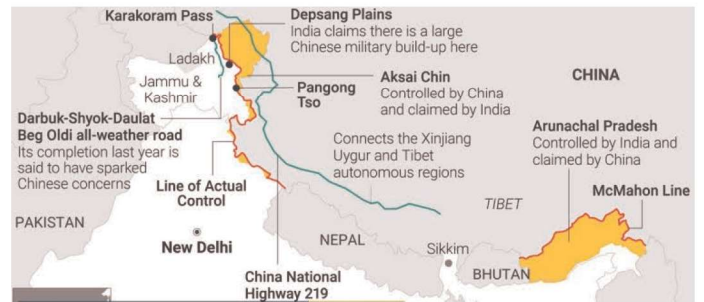 Karakoram Pass
Depsang Plains
India claims there is a large
Chinese military build-up here
Ladakh
Jammu &
Kashmir
Pangong
Tso
Aksai Chin
Controlled by China
and claimed by India
CHINA
Darbuk-Shyok-Daulat
Beg Oldi all-weather road
Its completion last year is
said to have sparked
Chinese concerns
Line of Actual
Control
Connects the Xinjiang
Uygur and Tibet
autonomous regions
Arunachal Pradesh
Controlled by India and
claimed by China
McMahon Line
TIBET
PAKISTAN
New Delhi
NEPAL
Sikkim
BHUTAN
China National
Highway 219